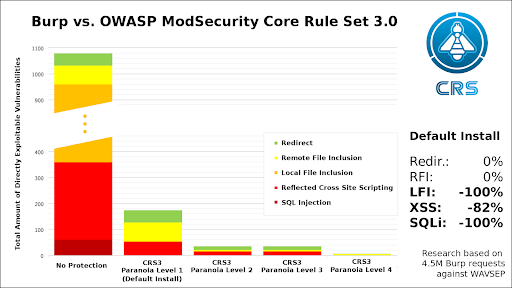 Burp vs. OWASP ModSecurity Core Rule Set 3.0
CRS
Total Amount of Directly Exploitable Vulnerabilities
1100
1000
900
400
300
200
100
0
Redirect
Remote File Inclusion
Local File Inclusion
Reflected Cross Site Scripting
SQL Injection
No Protection
CRS3
Paranoia Level 1
(Default Install)
CRS3
Paranoia Level 2
CRS3
Paranoia Level 3
CRS3
Paranoia Level 4
Default Install
Redir.: 0%
RFI: 0%
LFI: -100%
XSS: -82%
SQLi: -100%
Research based on
4.5M Burp requests
against WAVSEP